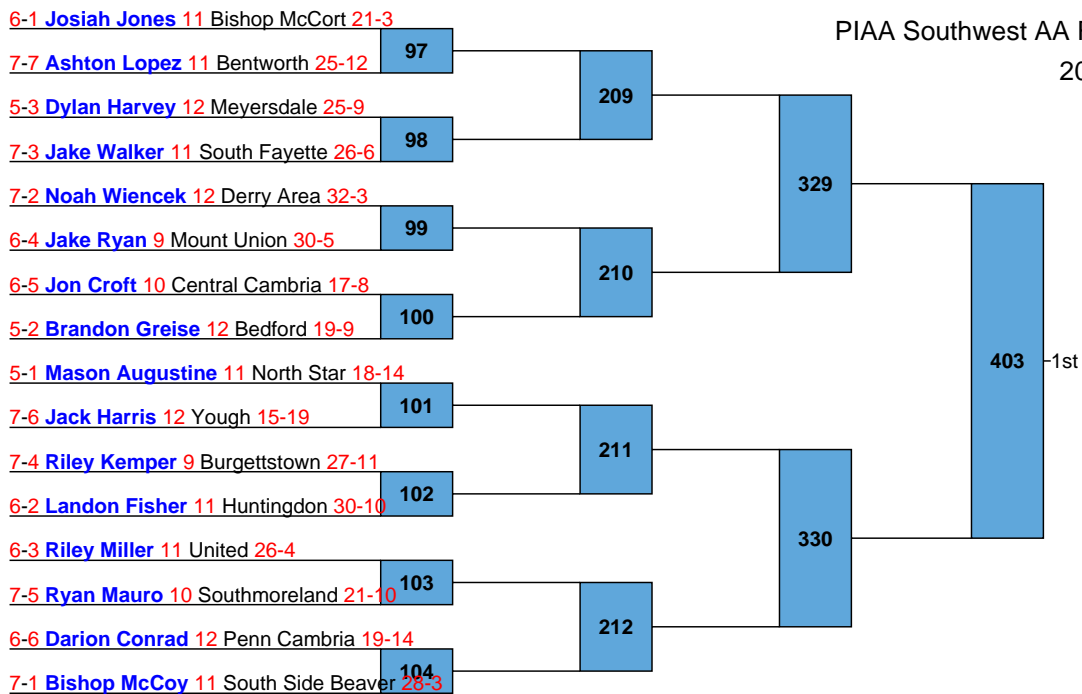 6-1 Josiah Jones 11 Bishop McCort 21-3
97
7-7 Ashton Lopez 11 Bentworth 25-12
5-3 Dylan Harvey 12 Meyersdale 25-9
98
7-3 Jake Walker 11 South Fayette 26-6
7-2 Noah Wiencek 12 Derry Area 32-3
99
6-4 Jake Ryan 9 Mount Union 30-5
6-5 Jon Croft 10 Central Cambria 17-8
100
5-2 Brandon Greise 12 Bedford 19-9
5-1 Mason Augustine 11 North Star 18-14
101
7-6 Jack Harris 12 Yough 15-19
7-4 Riley Kemper 9 Burgettstown 27-11
102
6-2 Landon Fisher 11 Huntingdon 30-10
6-3 Riley Miller 11 United 26-4
103
7-5 Ryan Mauro 10 Southmoreland 21-10
6-6 Darion Conrad 12 Penn Cambria 19-14
104
7-1 Bishop McCoy 11 South Side Beaver 28-3
209
210
211
212
329
330
403
1st
PIAA Southwest AA
20